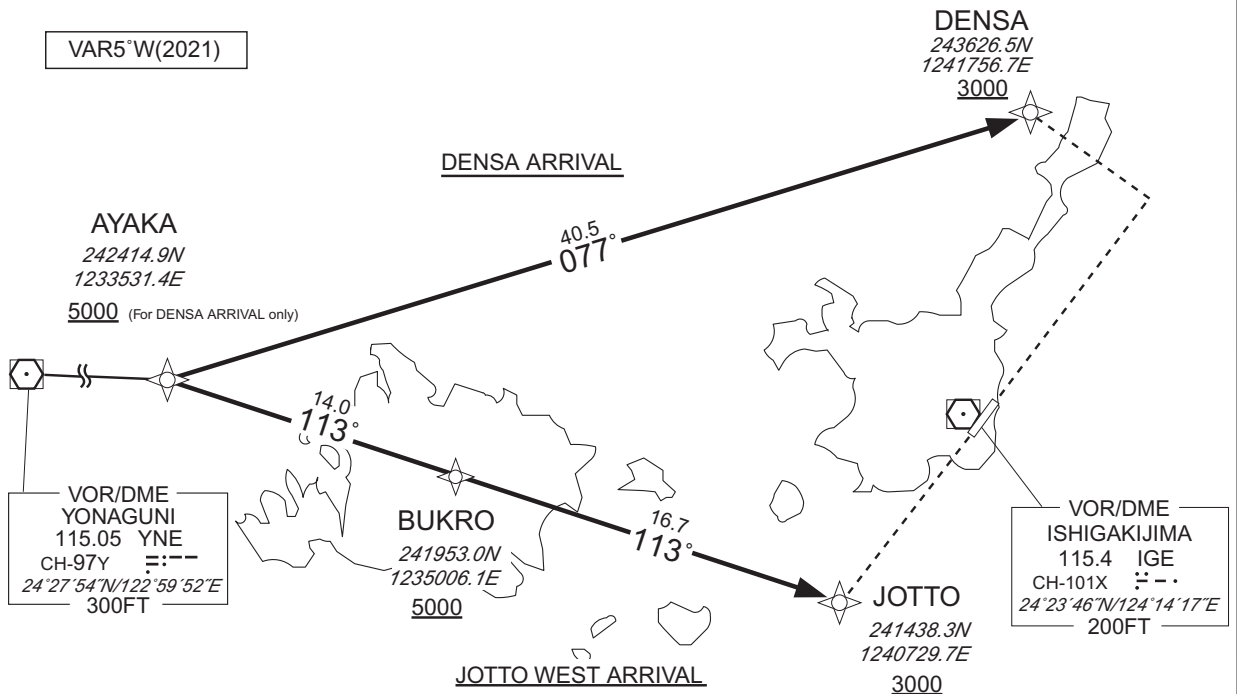 VAR5°W(2021)
DENSA
243626.5N
1241756.7E
3000
DENSA ARRIVAL
AYAKA
242414.9N
1233531.4E
5000 (For DENSA ARRIVAL only)
40.5
077°
14.0
113°
VOR/DME
YONAGUNI
115.05 YNE
CH-97Y
24°27´54˝N/122°59´52˝E
300FT
BUKRO
241953.0N
1235006.1E
5000
16.7
113°
JOTTO
241438.3N
1240729.7E
3000
VOR/DME
ISHIGAKIJIMA
115.4 IGE
CH-101X
24°23´46˝N/124°14´17˝E
200FT
JOTTO WEST ARRIVAL